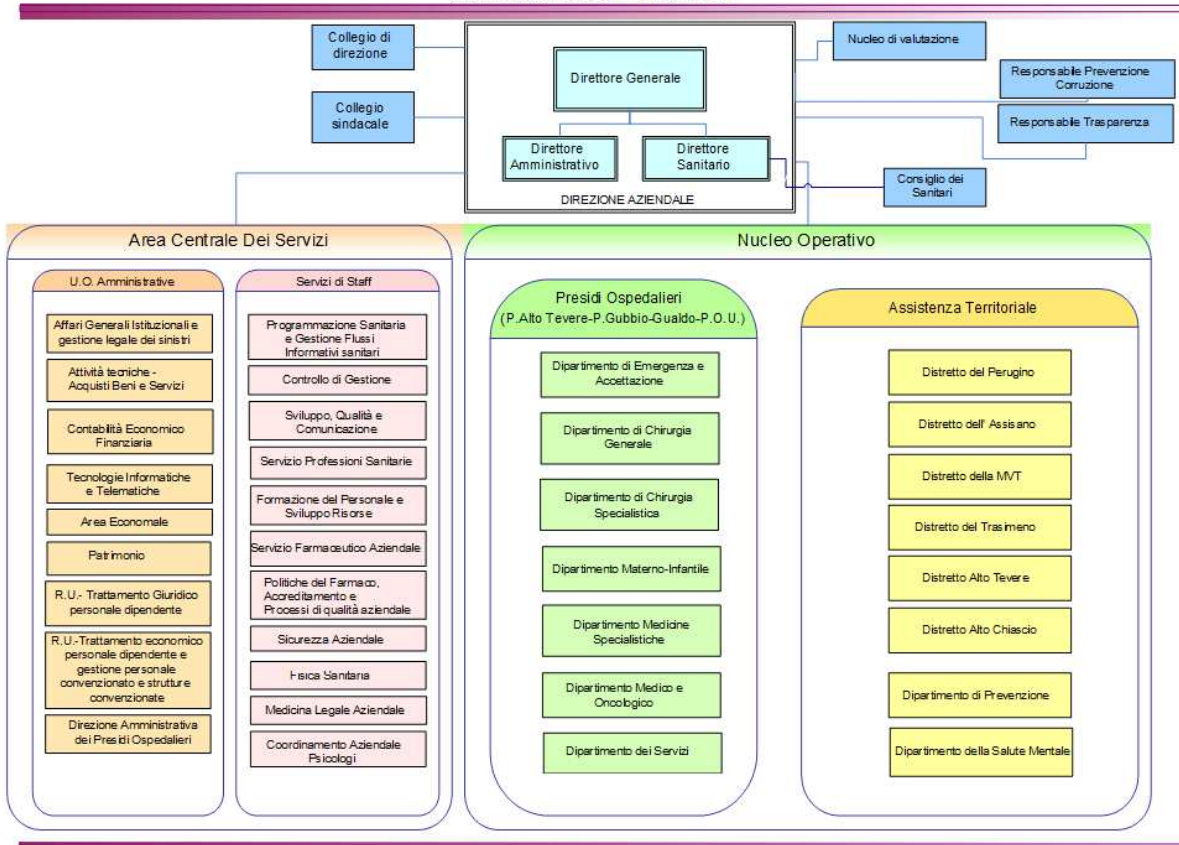 Collegio di
direzione
Collegio
sindacale
Direttore Generale
Direttore
Amministrativo
Direttore
Sanitario
DIREZIONE AZIENDALE
Nucleo di valutazione
Responsabile Prevenzione
Corruzione
Responsabile Trasparenza
Consiglio dei
Sanitari
Area Centrale Dei Servizi
U.O. Amministrative
Affari Generali Istituzionali e
gestione legale dei sinistri
Attività tecniche -
Acquisti Beni e Servizi
Contabilità Economico
Finanziaria
Tecnologie Informatiche
e Telematiche
Area Economale
Patrimonio
R.U.- Trattamento Giuridico
personale dipendente
R.U.-Trattamento economico
personale dipendente e
gestione personale
convenzionato e strutture
convenzionate
Direzione Amministrativa
dei Presidi Ospedalieri
Servizi di Staff
Programmazione Sanitaria
e Gestione Flussi
Informativi sanitari
Controllo di Gestione
Sviluppo, Qualità e
Comunicazione
Servizio Professioni Sanitarie
Formazione del Personale e
Sviluppo Risorse
Servizio Farmaceutico Aziendale
Politiche del Farmaco,
Accreditamento e
Processi di qualità aziendale
Sicurezza Aziendale
Fisica Sanitaria
Medicina Legale Aziendale
Coordinamento Aziendale
Psicologi
Nucleo Operativo
Presidi Ospedalieri
(P.Alto Tevere-P.Gubbio-Gualdo-P.O.U.)
Dipartimento di Emergenza e
Accettazione
Dipartimento di Chirurgia
Generale
Dipartimento di Chirurgia
Specialistica
Dipartimento Materno-Infantile
Dipartimento Medicine
Specialistiche
Dipartimento Medico e
Oncologico
Dipartimento dei Servizi
Assistenza Territoriale
Distretto del Perugino
Distretto dell' Assisano
Distretto della MVT
Distretto del Trasimeno
Distretto Alto Tevere
Distretto Alto Chiascio
Dipartimento di Prevenzione
Dipartimento della Salute Mentale